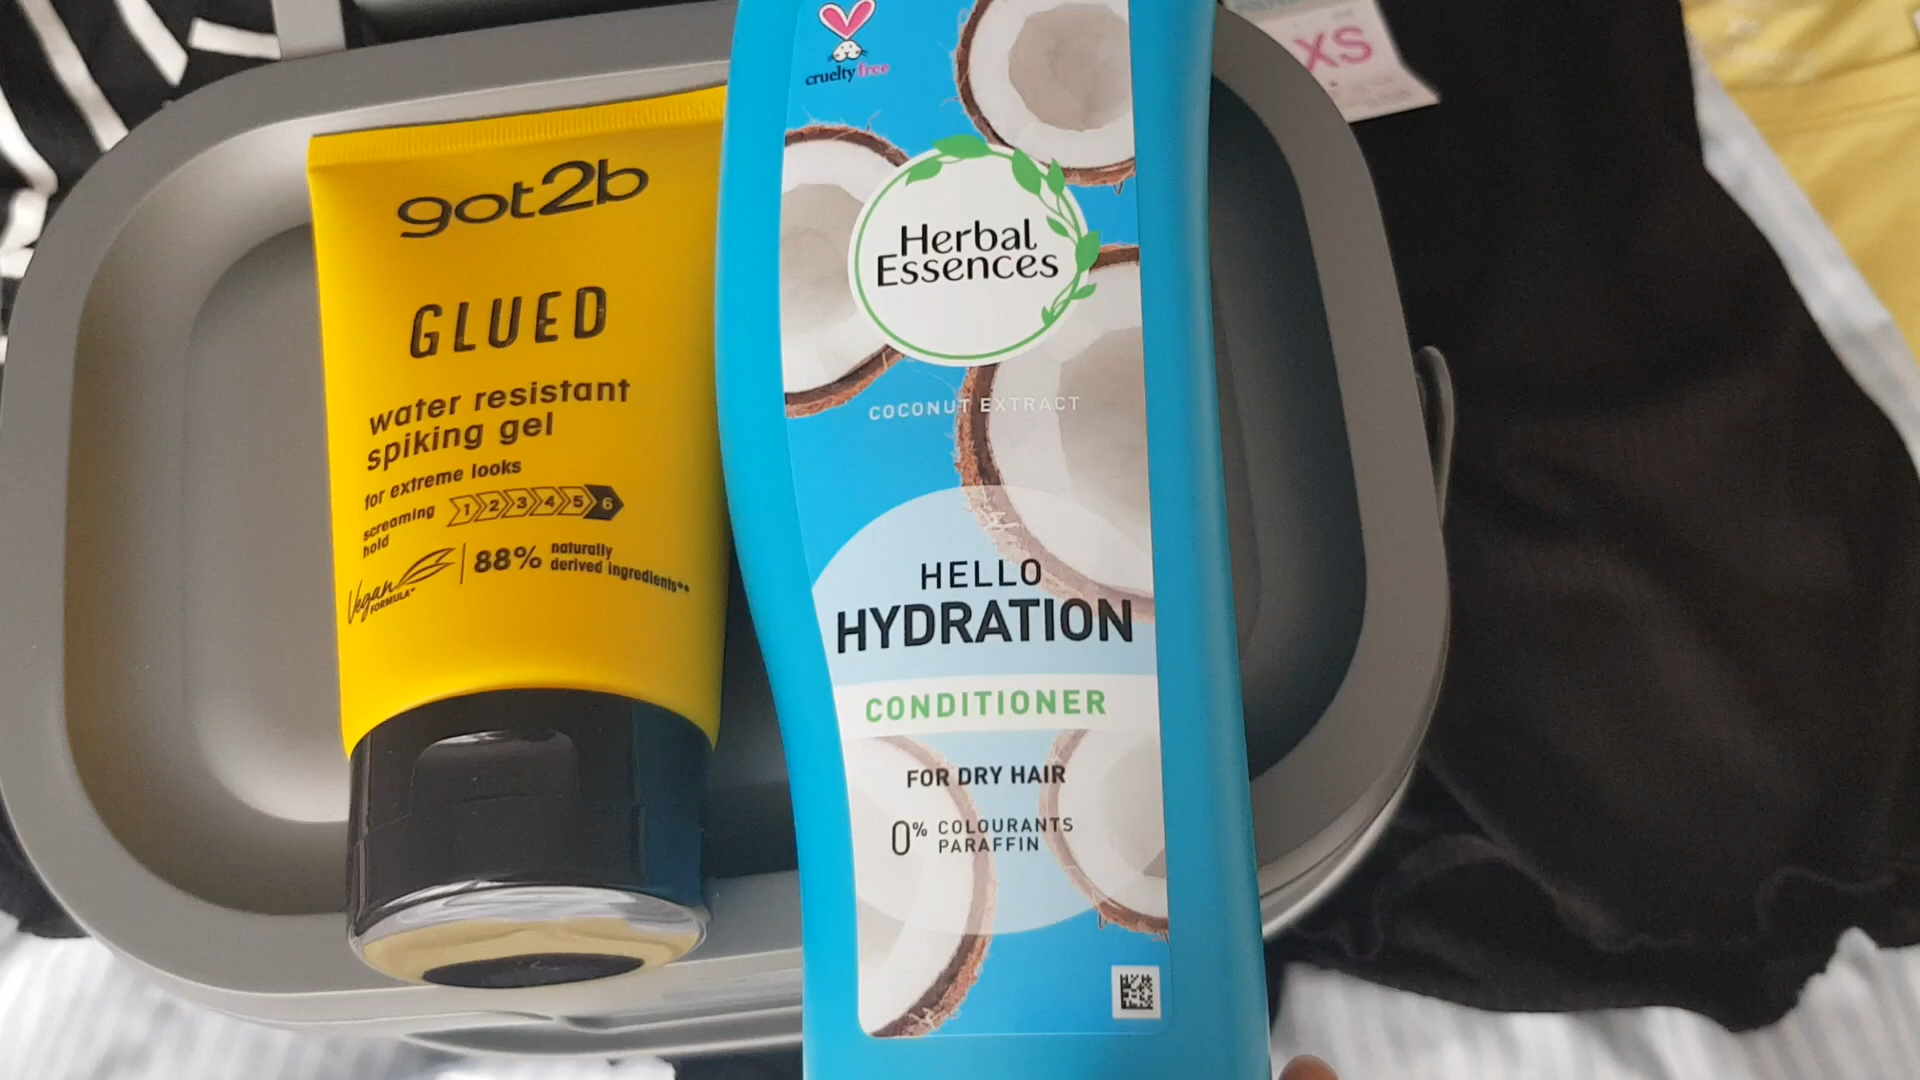 got2b
GLUED
water resistant
spiking gel
for extreme looks
screaming
hold
1 2 3 4 5 6
Vegan
FORMULA*
88% naturally
derived ingredients**
cruelty free
Herbal
Essences
COCONUT EXTRACT
HELLO
HYDRATION
CONDITIONER
FOR DRY HAIR
0% COLOURANTS
PARAFFIN
XS